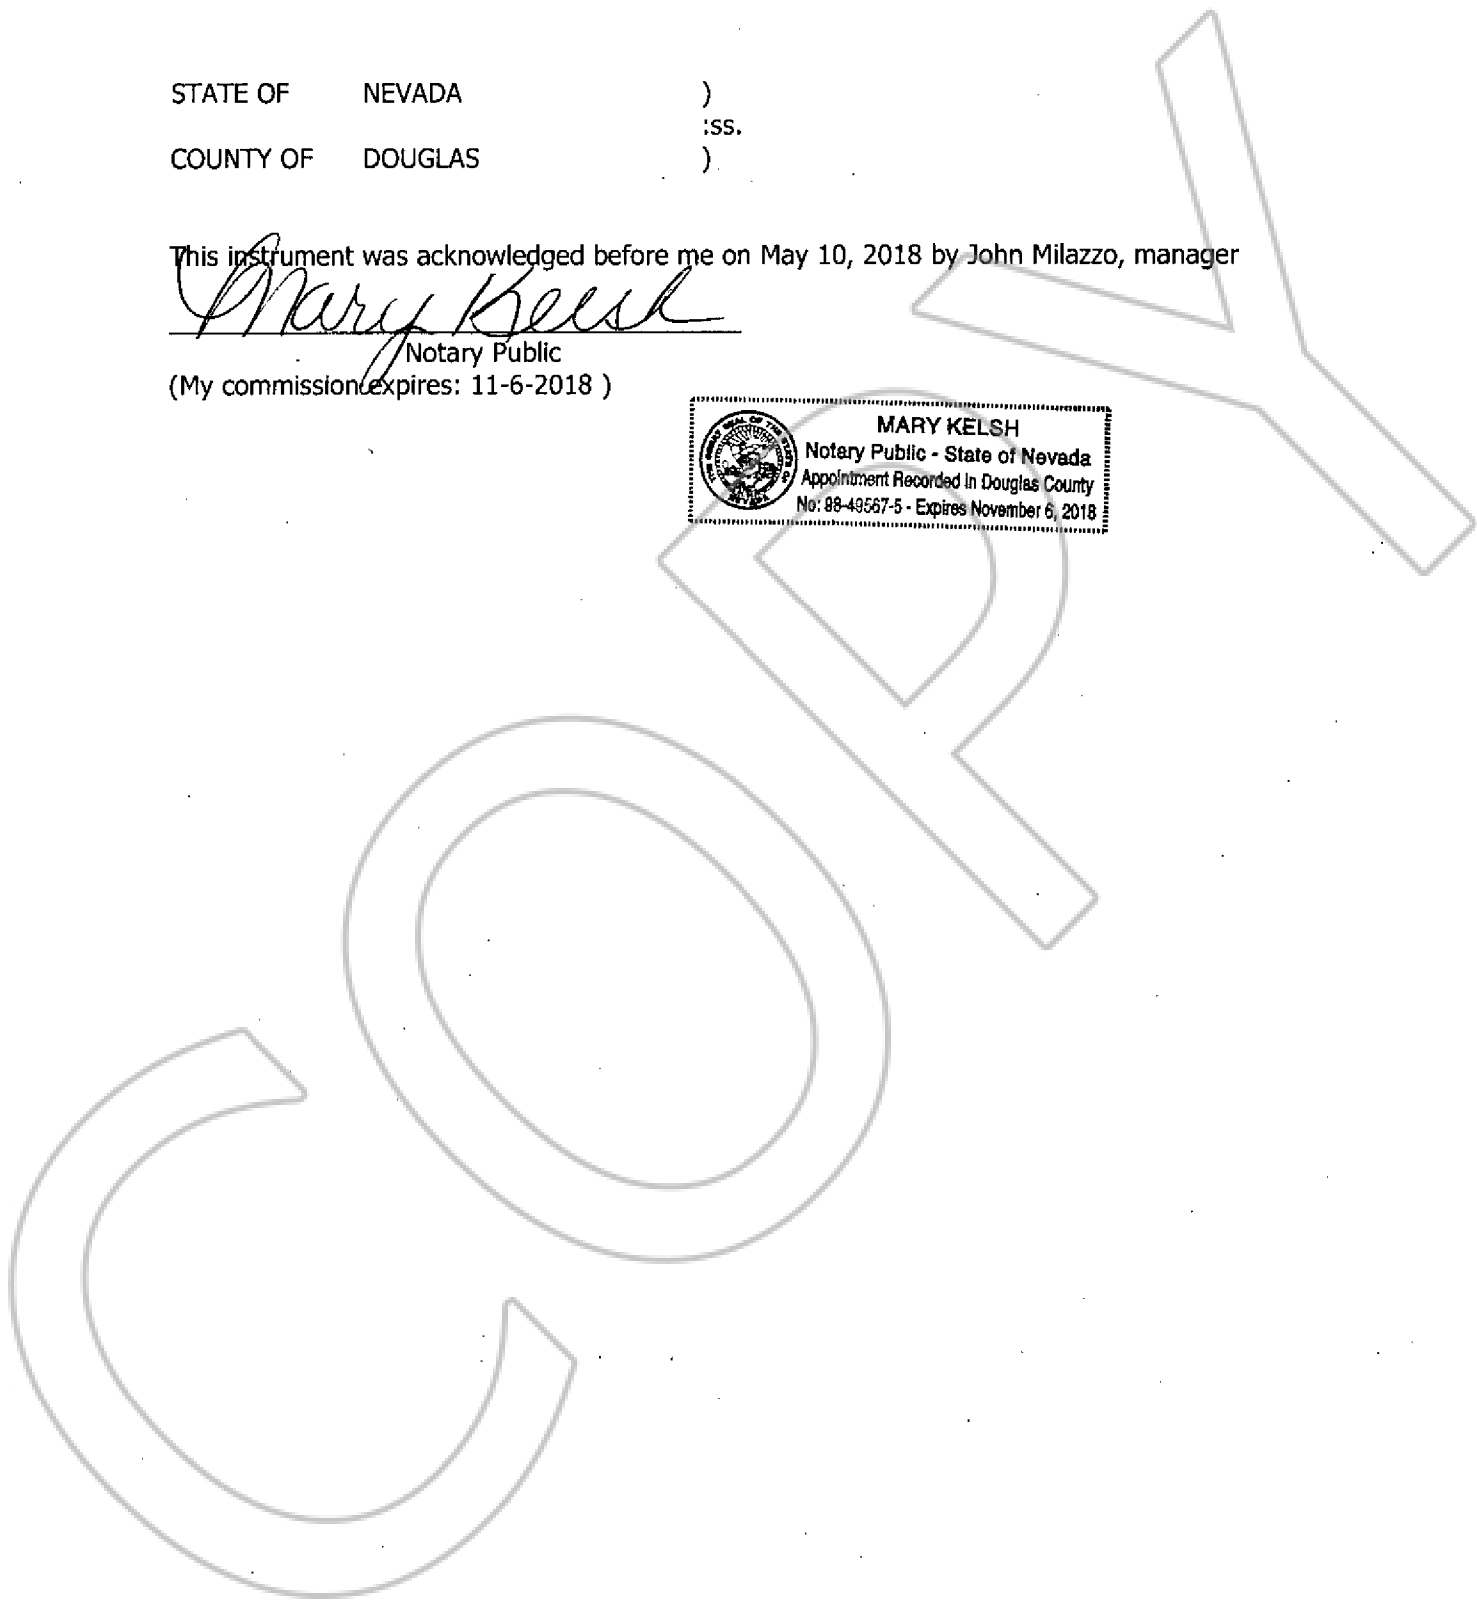 STATE OF NEVADA )
:ss.
COUNTY OF DOUGLAS )
This instrument was acknowledged before me on May 10, 2018 by John Milazzo, manager
Mary Kelsh
Notary Public
(My commission expires: 11-6-2018 )
MARY KELSH
Notary Public - State of Nevada
Appointment Recorded in Douglas County
No: 98-49567-5 - Expires November 6, 2018
COPY